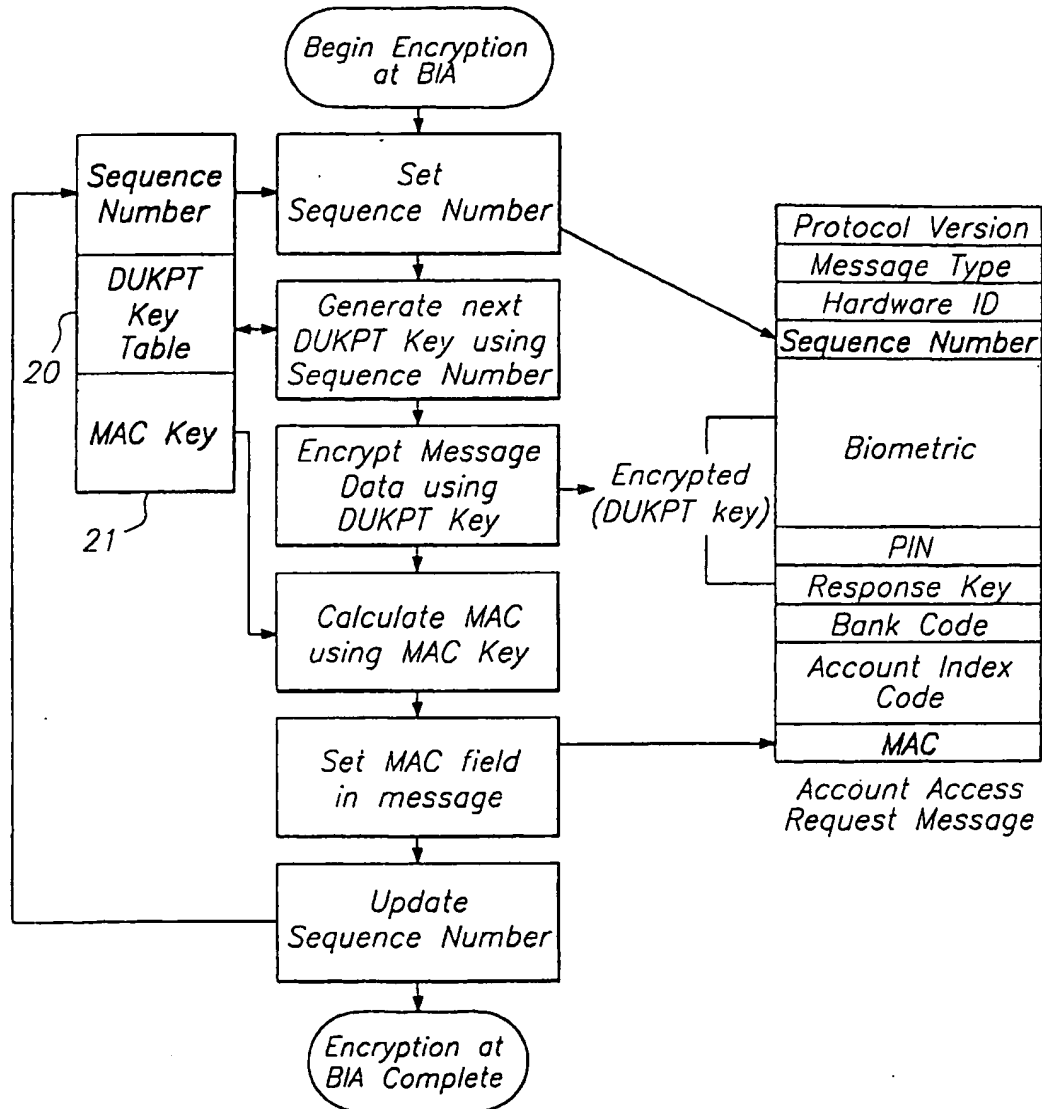 Begin Encryption
at BIA
Sequence
Number
DUKPT
Key
Table
MAC Key
20
21
Set
Sequence Number
Generate next
DUKPT Key using
Sequence Number
Encrypt Message
Data using
DUKPT Key
Calculate MAC
using MAC Key
Set MAC field
in message
Update
Sequence Number
Encryption at
BIA Complete
Encrypted
(DUKPT key)
Protocol Version
Message Type
Hardware ID
Sequence Number
Biometric
PIN
Response Key
Bank Code
Account Index
Code
MAC
Account Access
Request Message